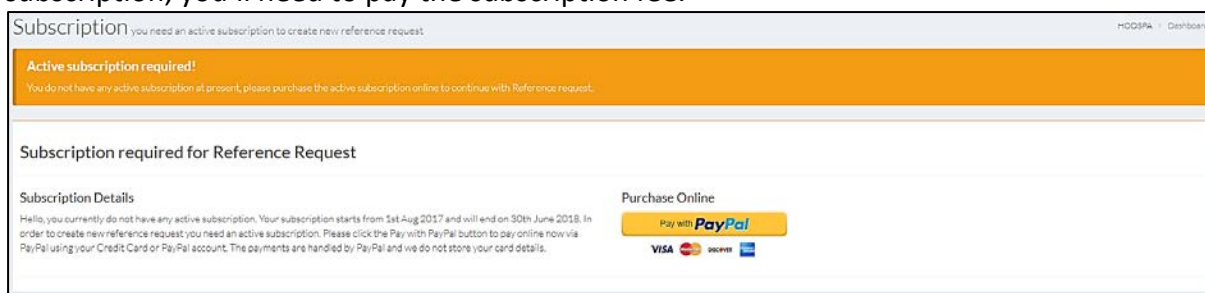 subscription, you'll need to pay the subscription fee.
Subscription you need an active subscription to create new reference request
HODSPA Dashboar
Active subscription required!
You do not have any active subscription at present, please purchase the active subscription online to continue with Reference request.
Subscription required for Reference Request
Subscription Details
Purchase Online
Hello, you currently do not have any active subscription. Your subscription starts from 1st Aug 2017 and will end on 30th June 2018. In
order to create new reference request you need an active subscription. Please click the Pay with PayPal button to pay online now via
PayPal using your Credit Card or PayPal account. The payments are handled by PayPal and we do not store your card details.
Pay with PayPal
VISA DISCOVER